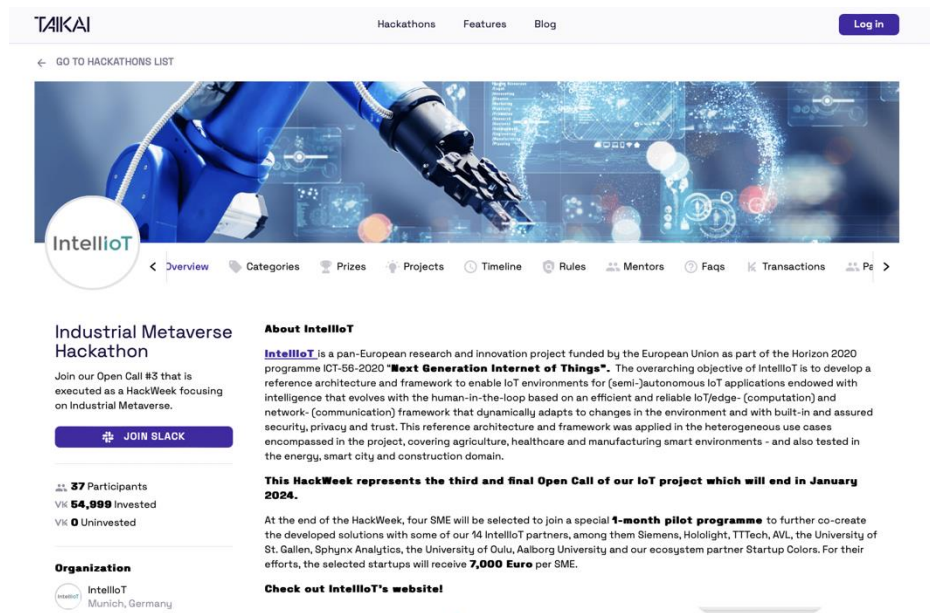 TAIKAI
Hackathons Features Blog
Log in
← GO TO HACKATHONS LIST
IntellioT
Overview Categories Prizes Projects Timeline Rules Mentors Faqs Transactions Pa
Industrial Metaverse
Hackathon
Join our Open Call #3 that is
executed as a HackWeek focusing
on Industrial Metaverse.
JOIN SLACK
37 Participants
VK 54,999 Invested
VK 0 Uninvested
Organization
IntellIoT
Munich, Germany
About IntellIoT
IntellIoT is a pan-European research and innovation project funded by the European Union as part of the Horizon 2020
programme ICT-56-2020 "Next Generation Internet of Things". The overarching objective of IntellIoT is to develop a
reference architecture and framework to enable IoT environments for (semi-)autonomous IoT applications endowed with
intelligence that evolves with the human-in-the-loop based on an efficient and reliable IoT/edge- (computation) and
network- (communication) framework that dynamically adapts to changes in the environment and with built-in and assured
security, privacy and trust. This reference architecture and framework was applied in the heterogeneous use cases
encompassed in the project, covering agriculture, healthcare and manufacturing smart environments - and also tested in
the energy, smart city and construction domain.
This HackWeek represents the third and final Open Call of our IoT project which will end in January
2024.
At the end of the HackWeek, four SME will be selected to join a special 1-month pilot programme to further co-create
the developed solutions with some of our 14 IntellIoT partners, among them Siemens, Hololight, TTTech, AVL, the University of
St. Gallen, Sphynx Analytics, the University of Oulu, Aalborg University and our ecosystem partner Startup Colors. For their
efforts, the selected startups will receive 7,000 Euro per SME.
Check out IntellIoT's website!